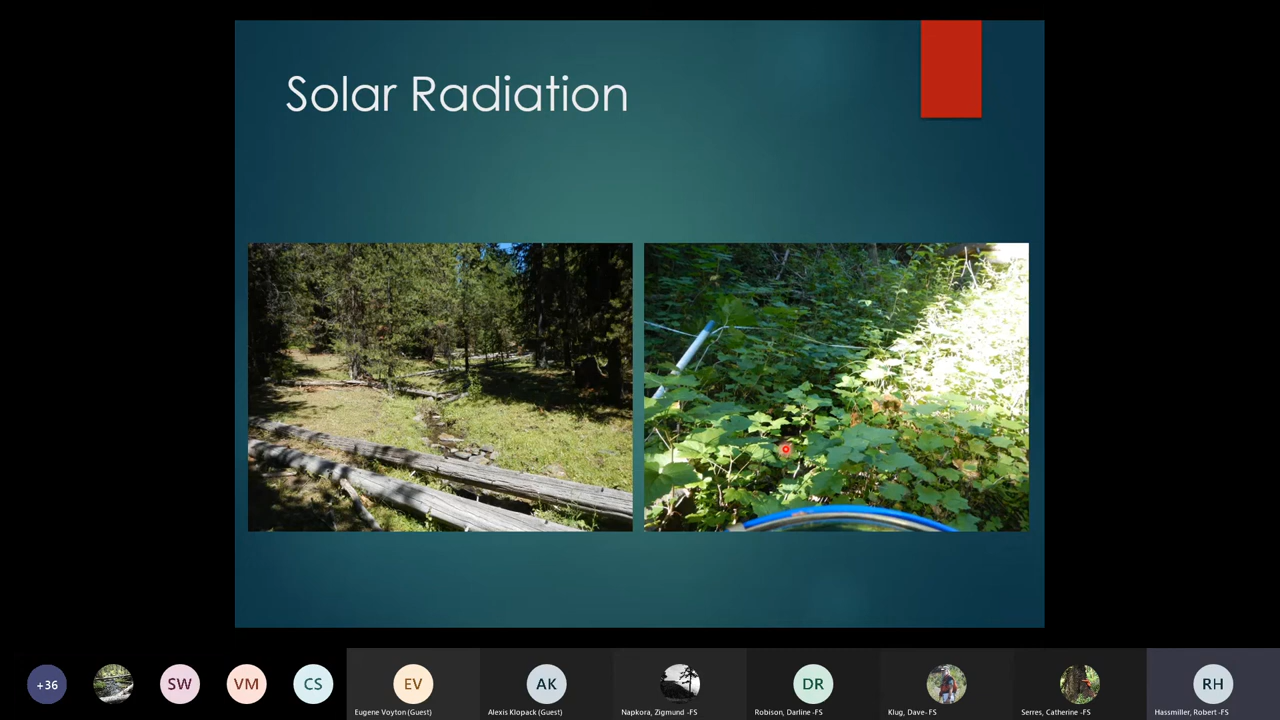 Solar Radiation
+36
SW
VM
CS
EV
AK
DR
RH
Eugene Voyton (Guest)
Alexis Klopack (Guest)
Napkora, Zigmund -FS
Robison, Darline -FS
Klug, Dave- FS
Serres, Catherine -FS
Hassmiller, Robert -FS